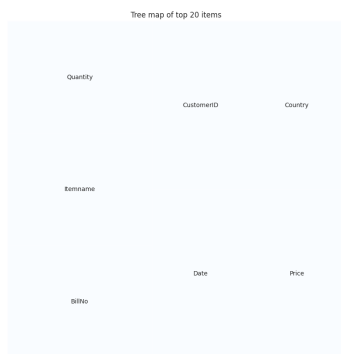 Tree map of top 20 items
Quantity
CustomerID
Country
Itemname
Date
Price
BillNo